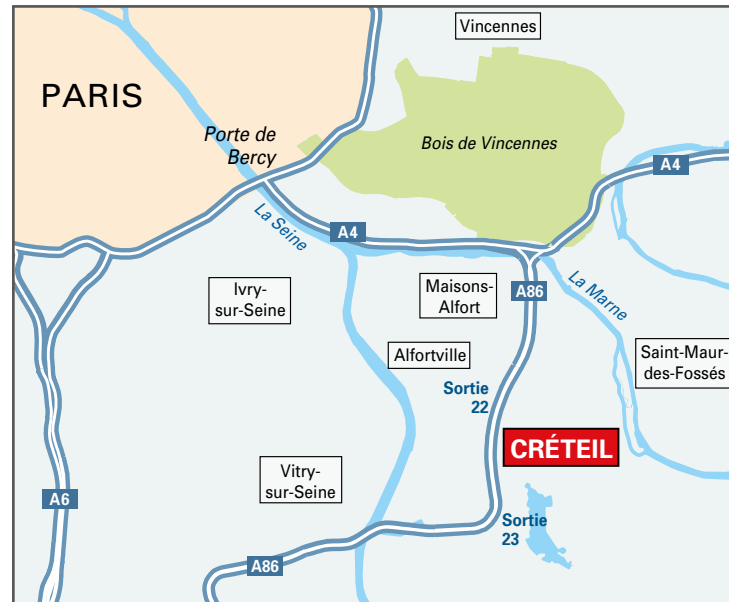 Vincennes
PARIS
Porte de
Bercy
Bois de Vincennes
A4
La Seine
A4
Ivry-
sur-Seine
Maisons-
Alfort
A86
La Marne
Alfortville
Saint-Maur-
des-Fossés
Sortie
22
CRÉTEIL
Vitry-
sur-Seine
A6
Sortie
23
A86